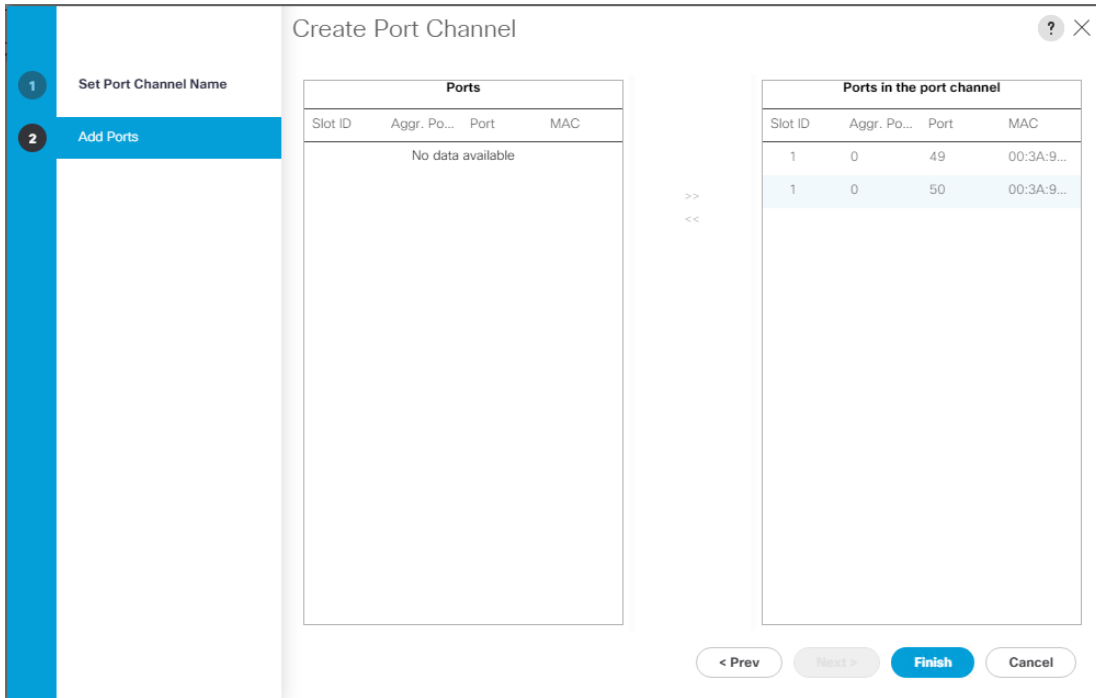 Create Port Channel
?
1 Set Port Channel Name
2 Add Ports
Ports
Slot ID Aggr. Po... Port MAC
No data available
>>
<<
Ports in the port channel
Slot ID Aggr. Po... Port MAC
1 0 49 00:3A:9...
1 0 50 00:3A:9...
< Prev Next > Finish Cancel